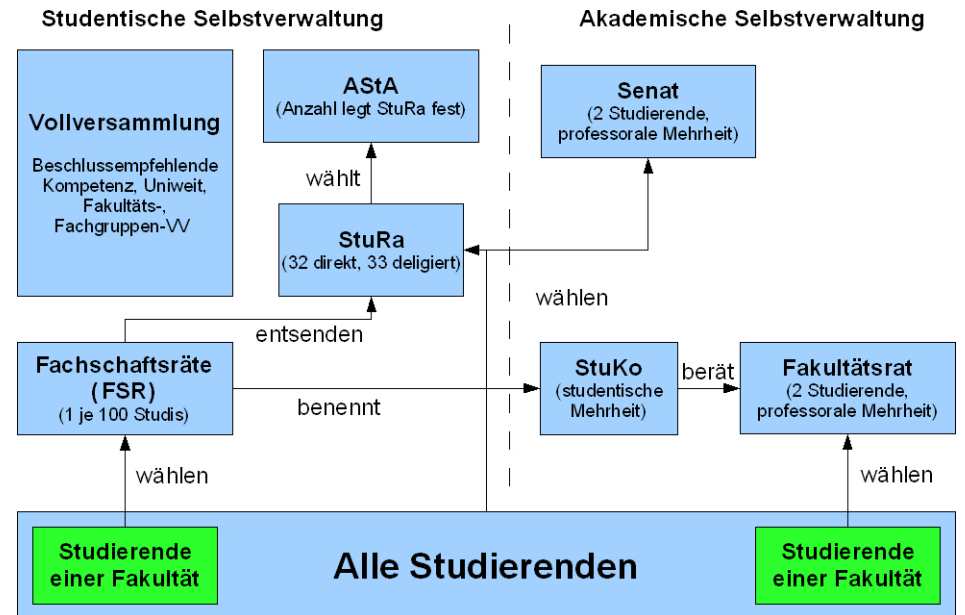 Studentische Selbstverwaltung
Akademische Selbstverwaltung
Vollversammlung
Beschlussempfehlende
Kompetenz, Uniweit,
Fakultäts-,
Fachgruppen-VV
AStA
(Anzahl legt StuRa fest)
Senat
(2 Studierende,
professorale Mehrheit)
wählt
StuRa
(32 direkt, 33 deligiert)
wählen
entsenden
Fachschaftsräte
(FSR)
(1 je 100 Studis)
benennt
StuKo
(studentische
Mehrheit)
berät
Fakultätsrat
(2 Studierende,
professorale Mehrheit)
wählen
wählen
Studierende
einer Fakultät
Alle Studierenden
Studierende
einer Fakultät